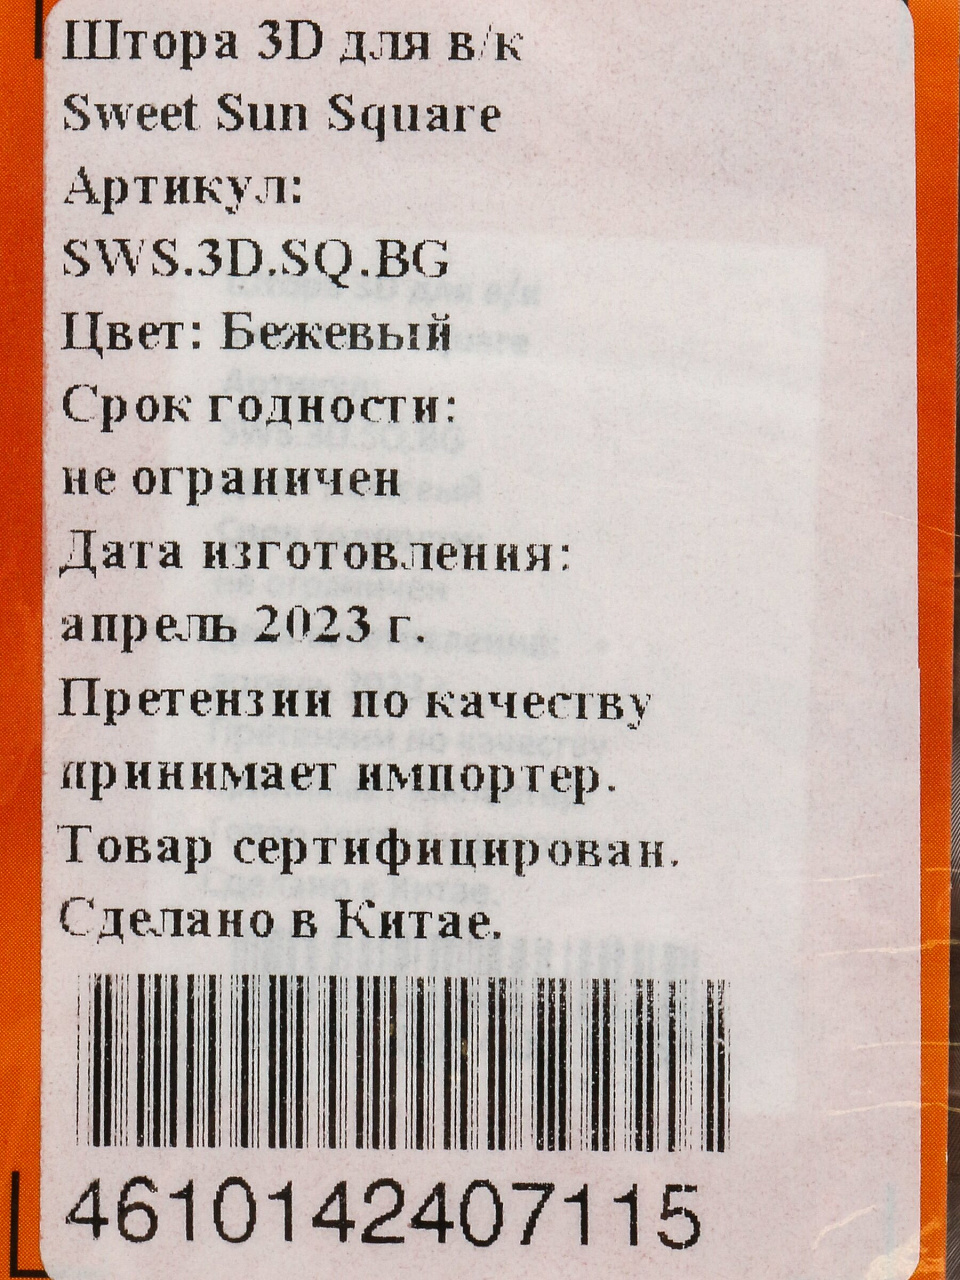 Штора 3D для в/к
Sweet Sun Square
Артикул:
SWS.3D.SQ.BG
Цвет: Бежевый
Срок годности:
не ограничен
Дата изготовления:
апрель 2023 г.
Претензии по качеству
принимает импортер.
Товар сертифицирован.
Сделано в Китае.
4610142407115